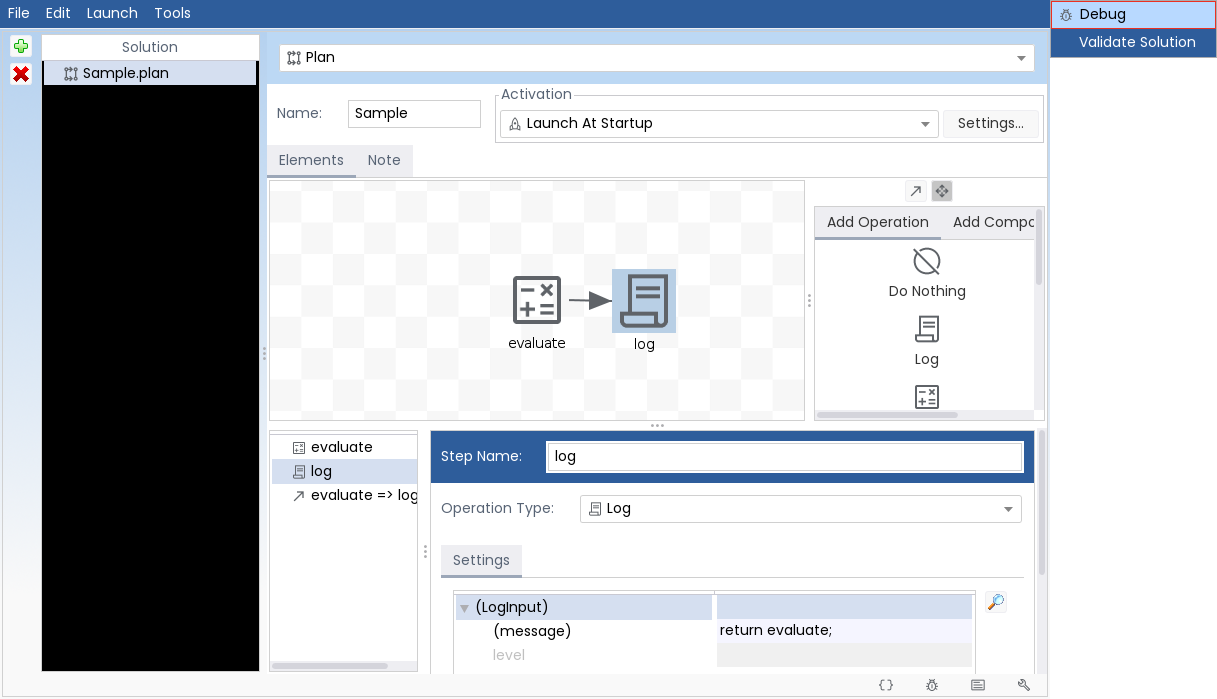 File Edit Launch Tools
Debug
Validate Solution
Solution
Sample.plan
Plan
Name: Sample
Activation
Launch At Startup
Settings...
Elements Note
evaluate
log
Add Operation Add Compo
Do Nothing
Log
evaluate
log
evaluate => log
Step Name: log
Operation Type: Log
Settings
(LogInput)
(message) return evaluate;
level